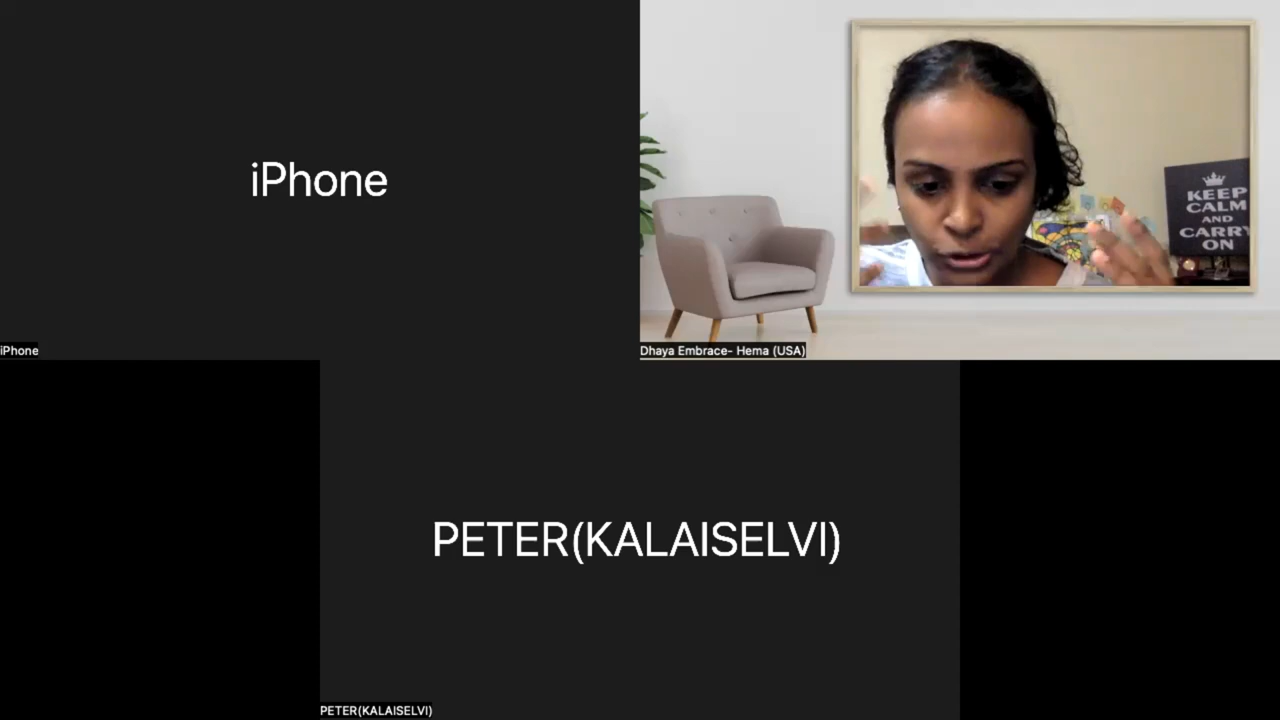 iPhone
iPhone
KEEP
CALM
AND
CARRY
ON
Dhaya Embrace- Hema (USA)
PETER(KALAISELVI)
PETER(KALAISELVI)